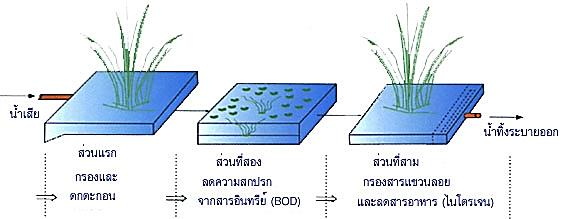 น้ำเสีย
น้ำทิ้งระบายออก
ส่วนแรก
กรองและ
ตกตะกอน
ส่วนที่สอง
ลดความสกปรก
จากสารอินทรีย์ (BOD)
ส่วนที่สาม
กรองสารแขวนลอย
และลดสารอาหาร (ไนโตรเจน)